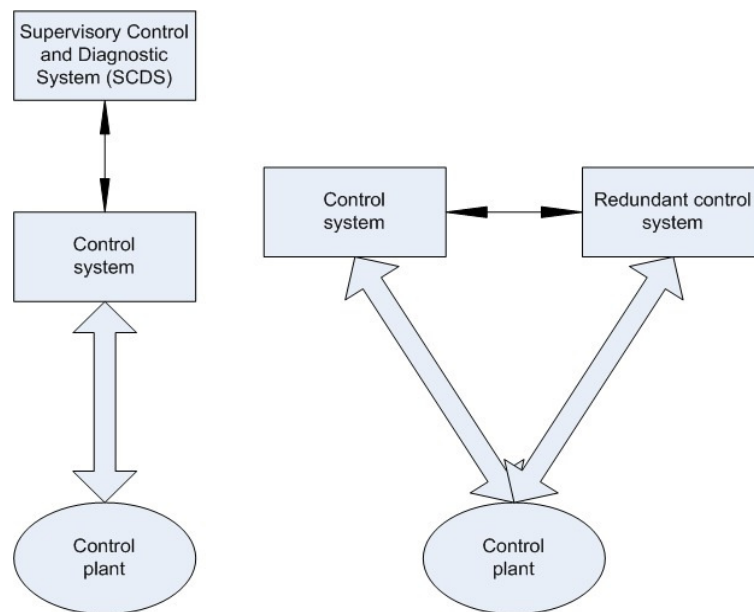 Supervisory Control
and Diagnostic
System (SCDS)
Control
system
Control
plant
Control
system
Redundant control
system
Control
plant